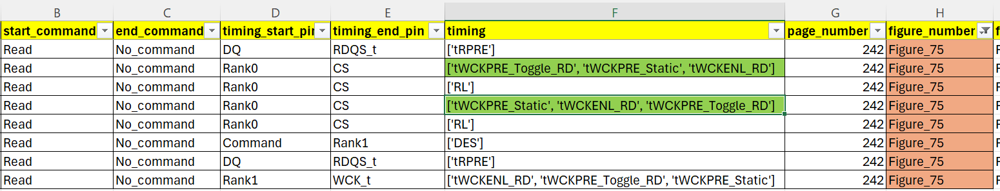 B C D E F G H
start_command end_command timing_start_pin timing_end_pin timing page_number figure_number f
Read No_command DQ RDQS_t ['tRPRE'] 242 Figure_75 F
Read No_command Rank0 CS ['tWCKPRE_Toggle_RD', 'tWCKPRE_Static', 'tWCKENL_RD'] 242 Figure_75 F
Read No_command Rank0 CS ['RL'] 242 Figure_75 F
Read No_command Rank0 CS ['tWCKPRE_Static', 'tWCKENL_RD', 'tWCKPRE_Toggle_RD'] 242 Figure_75 F
Read No_command Rank0 CS ['RL'] 242 Figure_75 F
Read No_command Command Rank1 ['DES'] 242 Figure_75 F
Read No_command DQ RDQS_t ['tRPRE'] 242 Figure_75 F
Read No_command Rank1 WCK_t ['tWCKENL_RD', 'tWCKPRE_Toggle_RD', 'tWCKPRE_Static'] 242 Figure_75 F